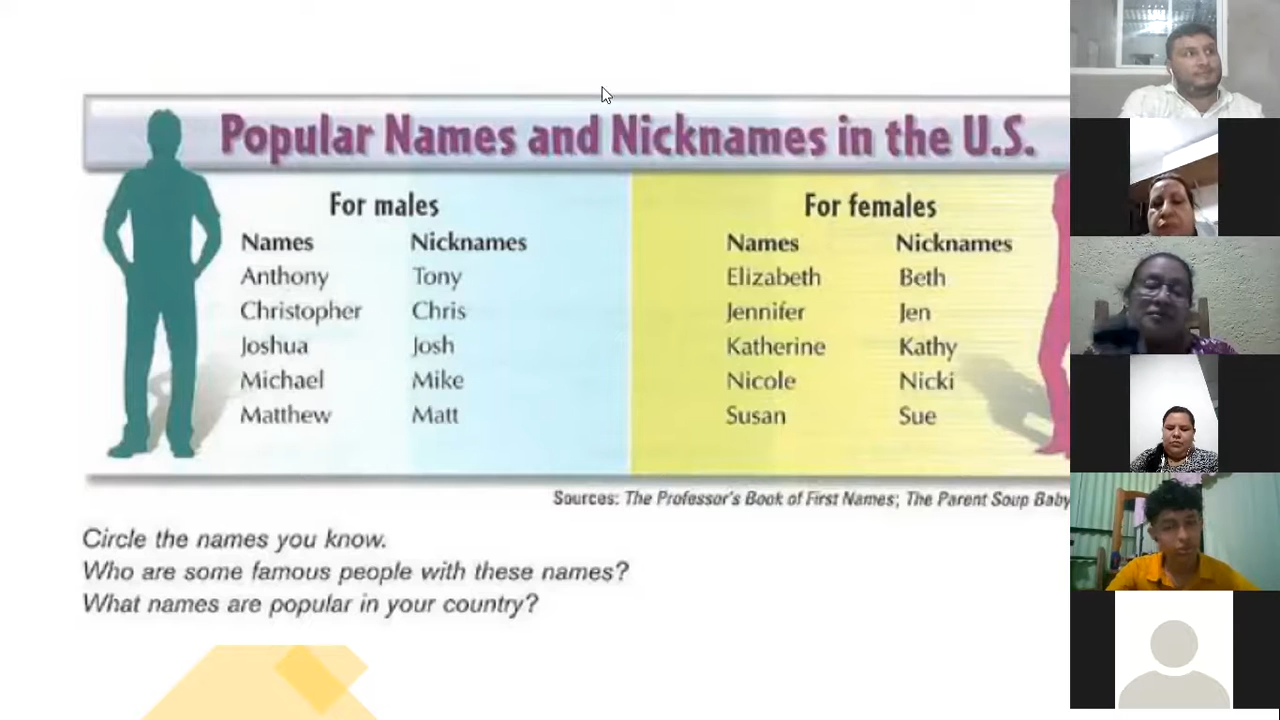 Popular Names and Nicknames in the U.S.
For males
Names Nicknames
Anthony Tony
Christopher Chris
Joshua Josh
Michael Mike
Matthew Matt
For females
Names Nicknames
Elizabeth Beth
Jennifer Jen
Katherine Kathy
Nicole Nicki
Susan Sue
Sources: The Professor's Book of First Names; The Parent Soup Baby
Circle the names you know.
Who are some famous people with these names?
What names are popular in your country?